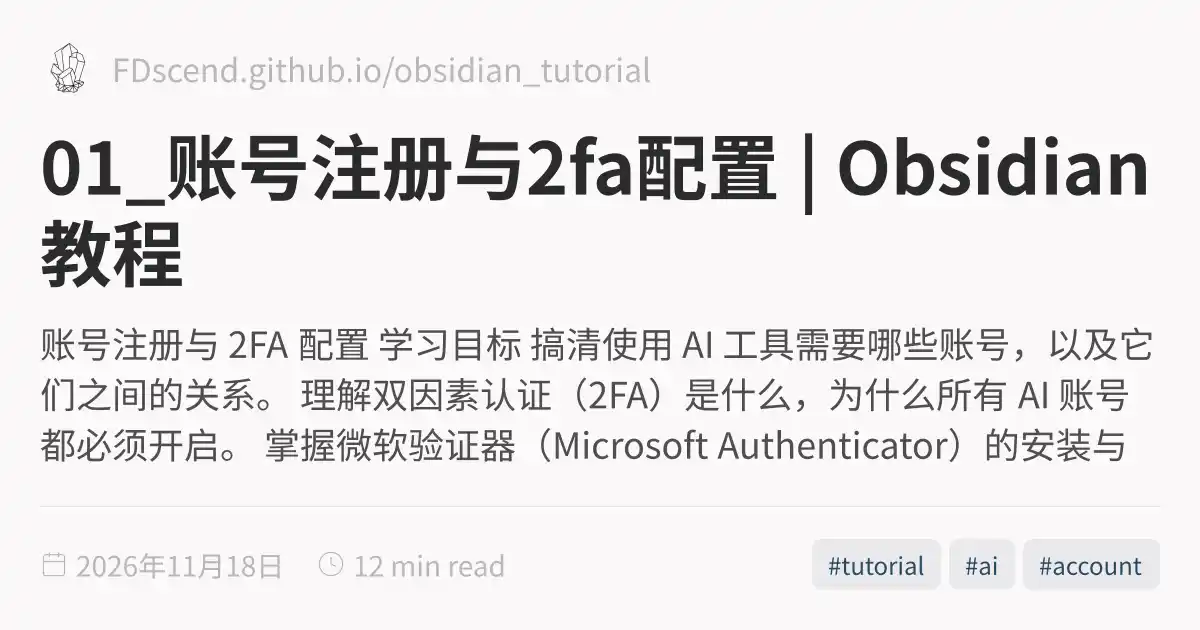 FDscend.github.io/obsidian_tutorial
01_账号注册与2fa配置 | Obsidian
教程
账号注册与 2FA 配置 学习目标 搞清使用 AI 工具需要哪些账号，以及它
们之间的关系。 理解双因素认证（2FA）是什么，为什么所有 AI 账号
都必须开启。 掌握微软验证器（Microsoft Authenticator）的安装与
2026年11月18日 12 min read #tutorial #ai #account